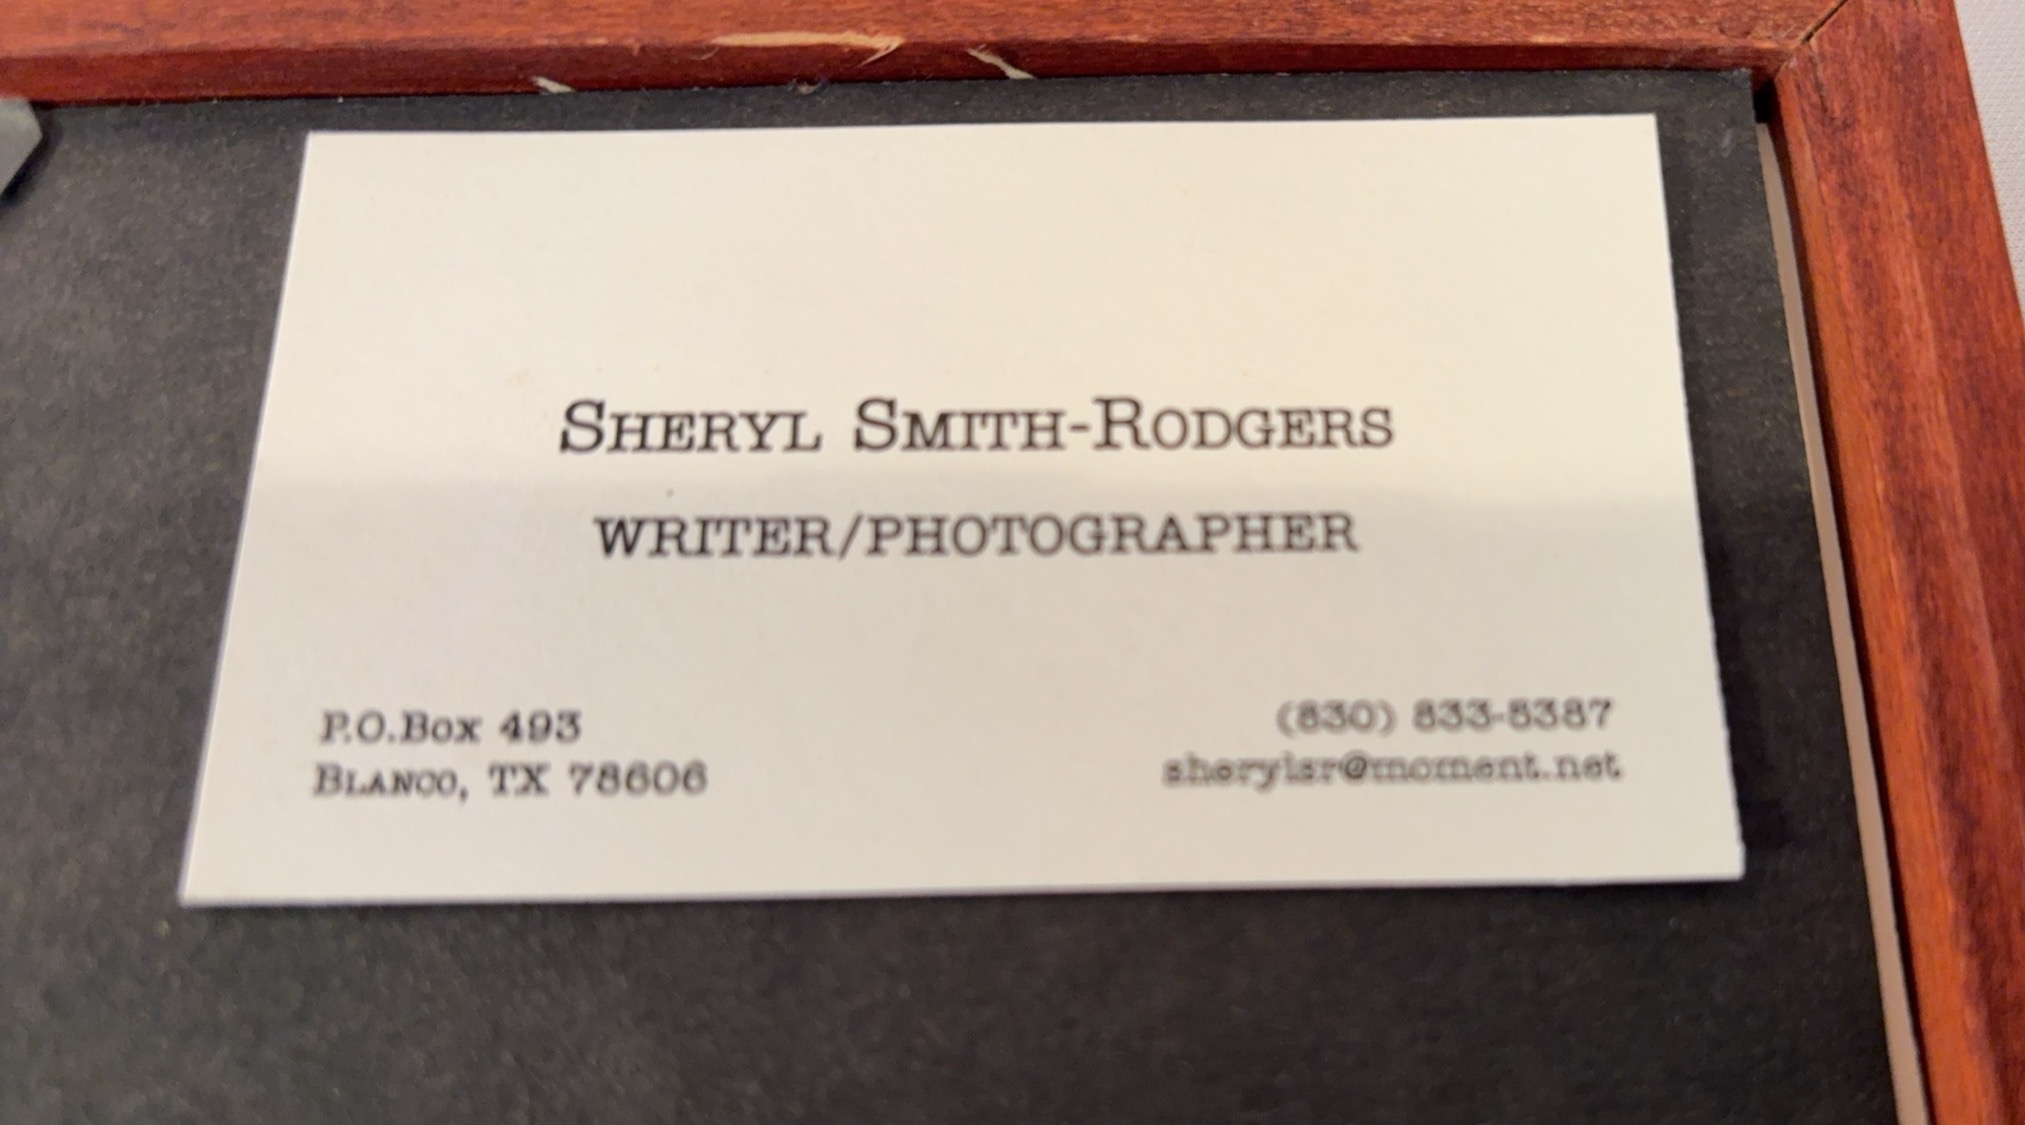 SHERYL SMITH-RODGERS
WRITER/PHOTOGRAPHER
P.O.BOX 493
BLANCO, TX 78606
(830) 833-5387
sherylsr@moment.net